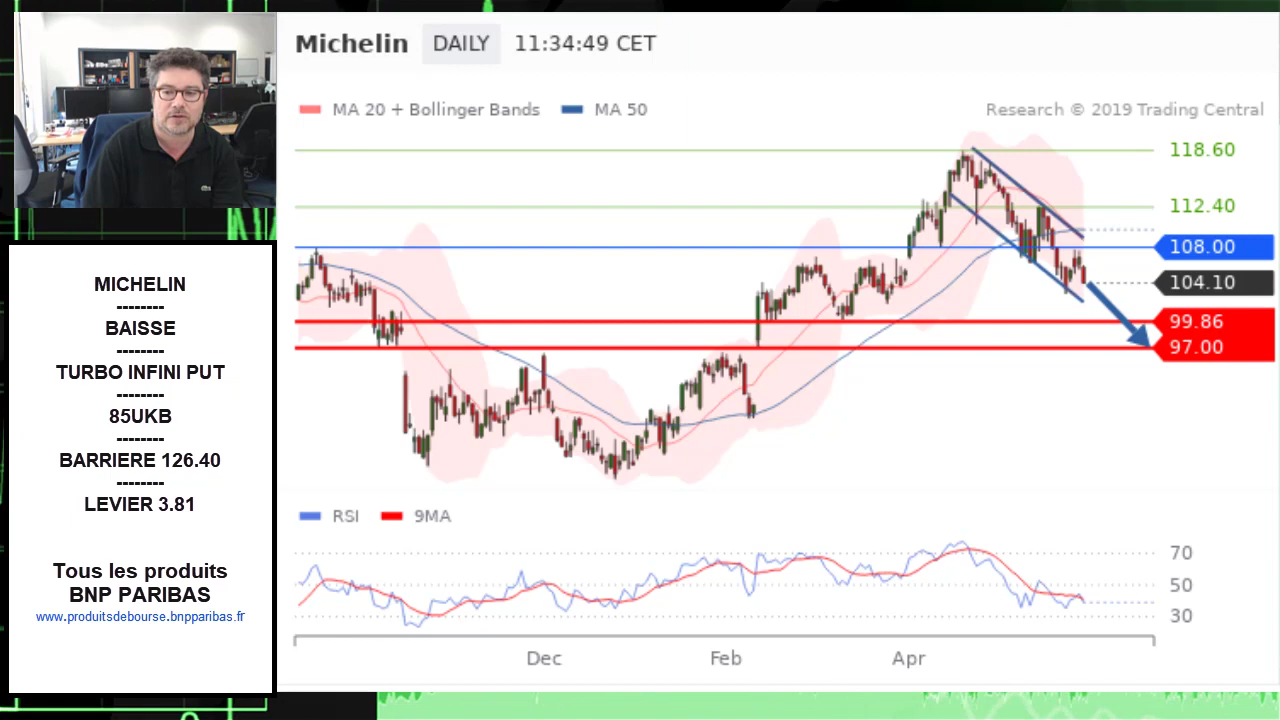 Michelin DAILY 11:34:49 CET
MA 20 + Bollinger Bands MA 50 Research © 2019 Trading Central
118.60
112.40
108.00
104.10
99.86
97.00
RSI 9MA
70
50
30
Dec Feb Apr
MICHELIN
--------
BAISSE
--------
TURBO INFINI PUT
--------
85UKB
--------
BARRIERE 126.40
--------
LEVIER 3.81
Tous les produits
BNP PARIBAS
www.produitsdebourse.bnpparibas.fr